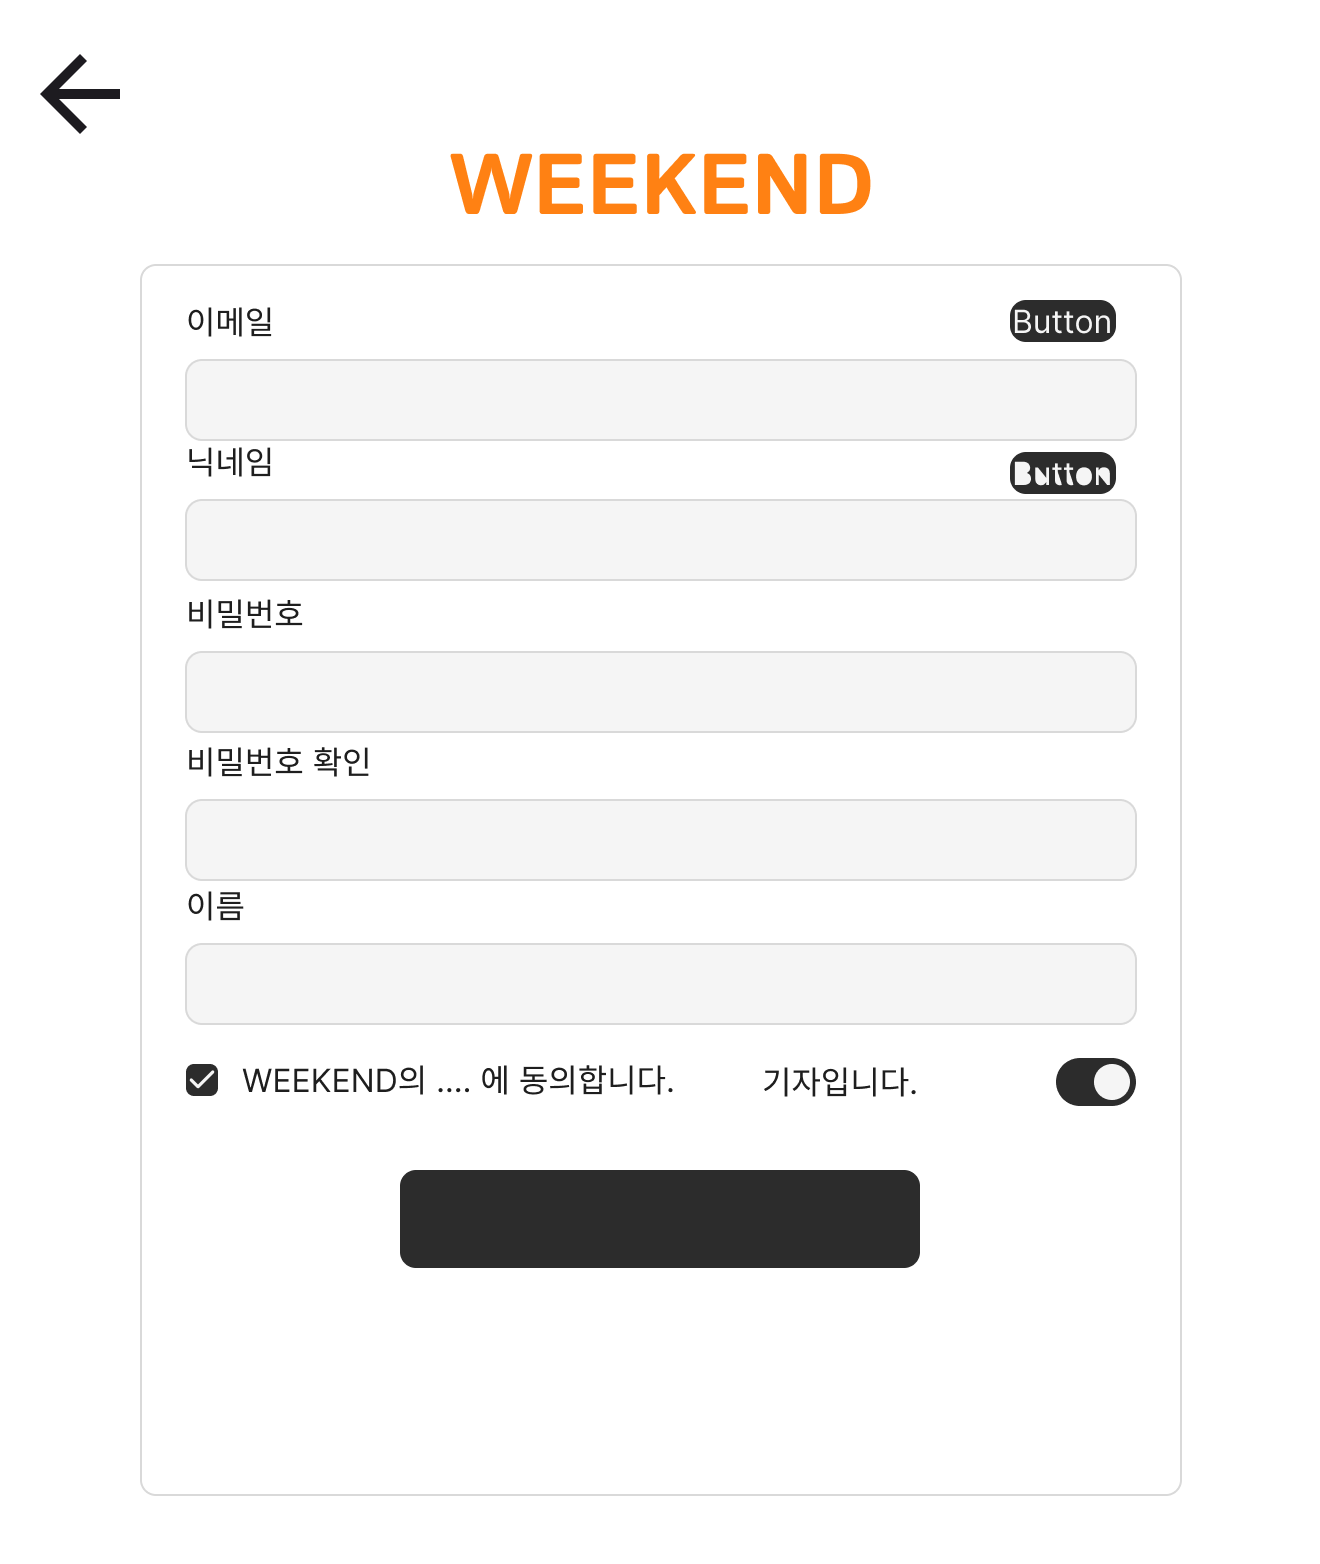 WEEKEND
이메일 Button
닉네임 Button
비밀번호
비밀번호 확인
이름
WEEKEND의 .... 에 동의합니다. 기자입니다.